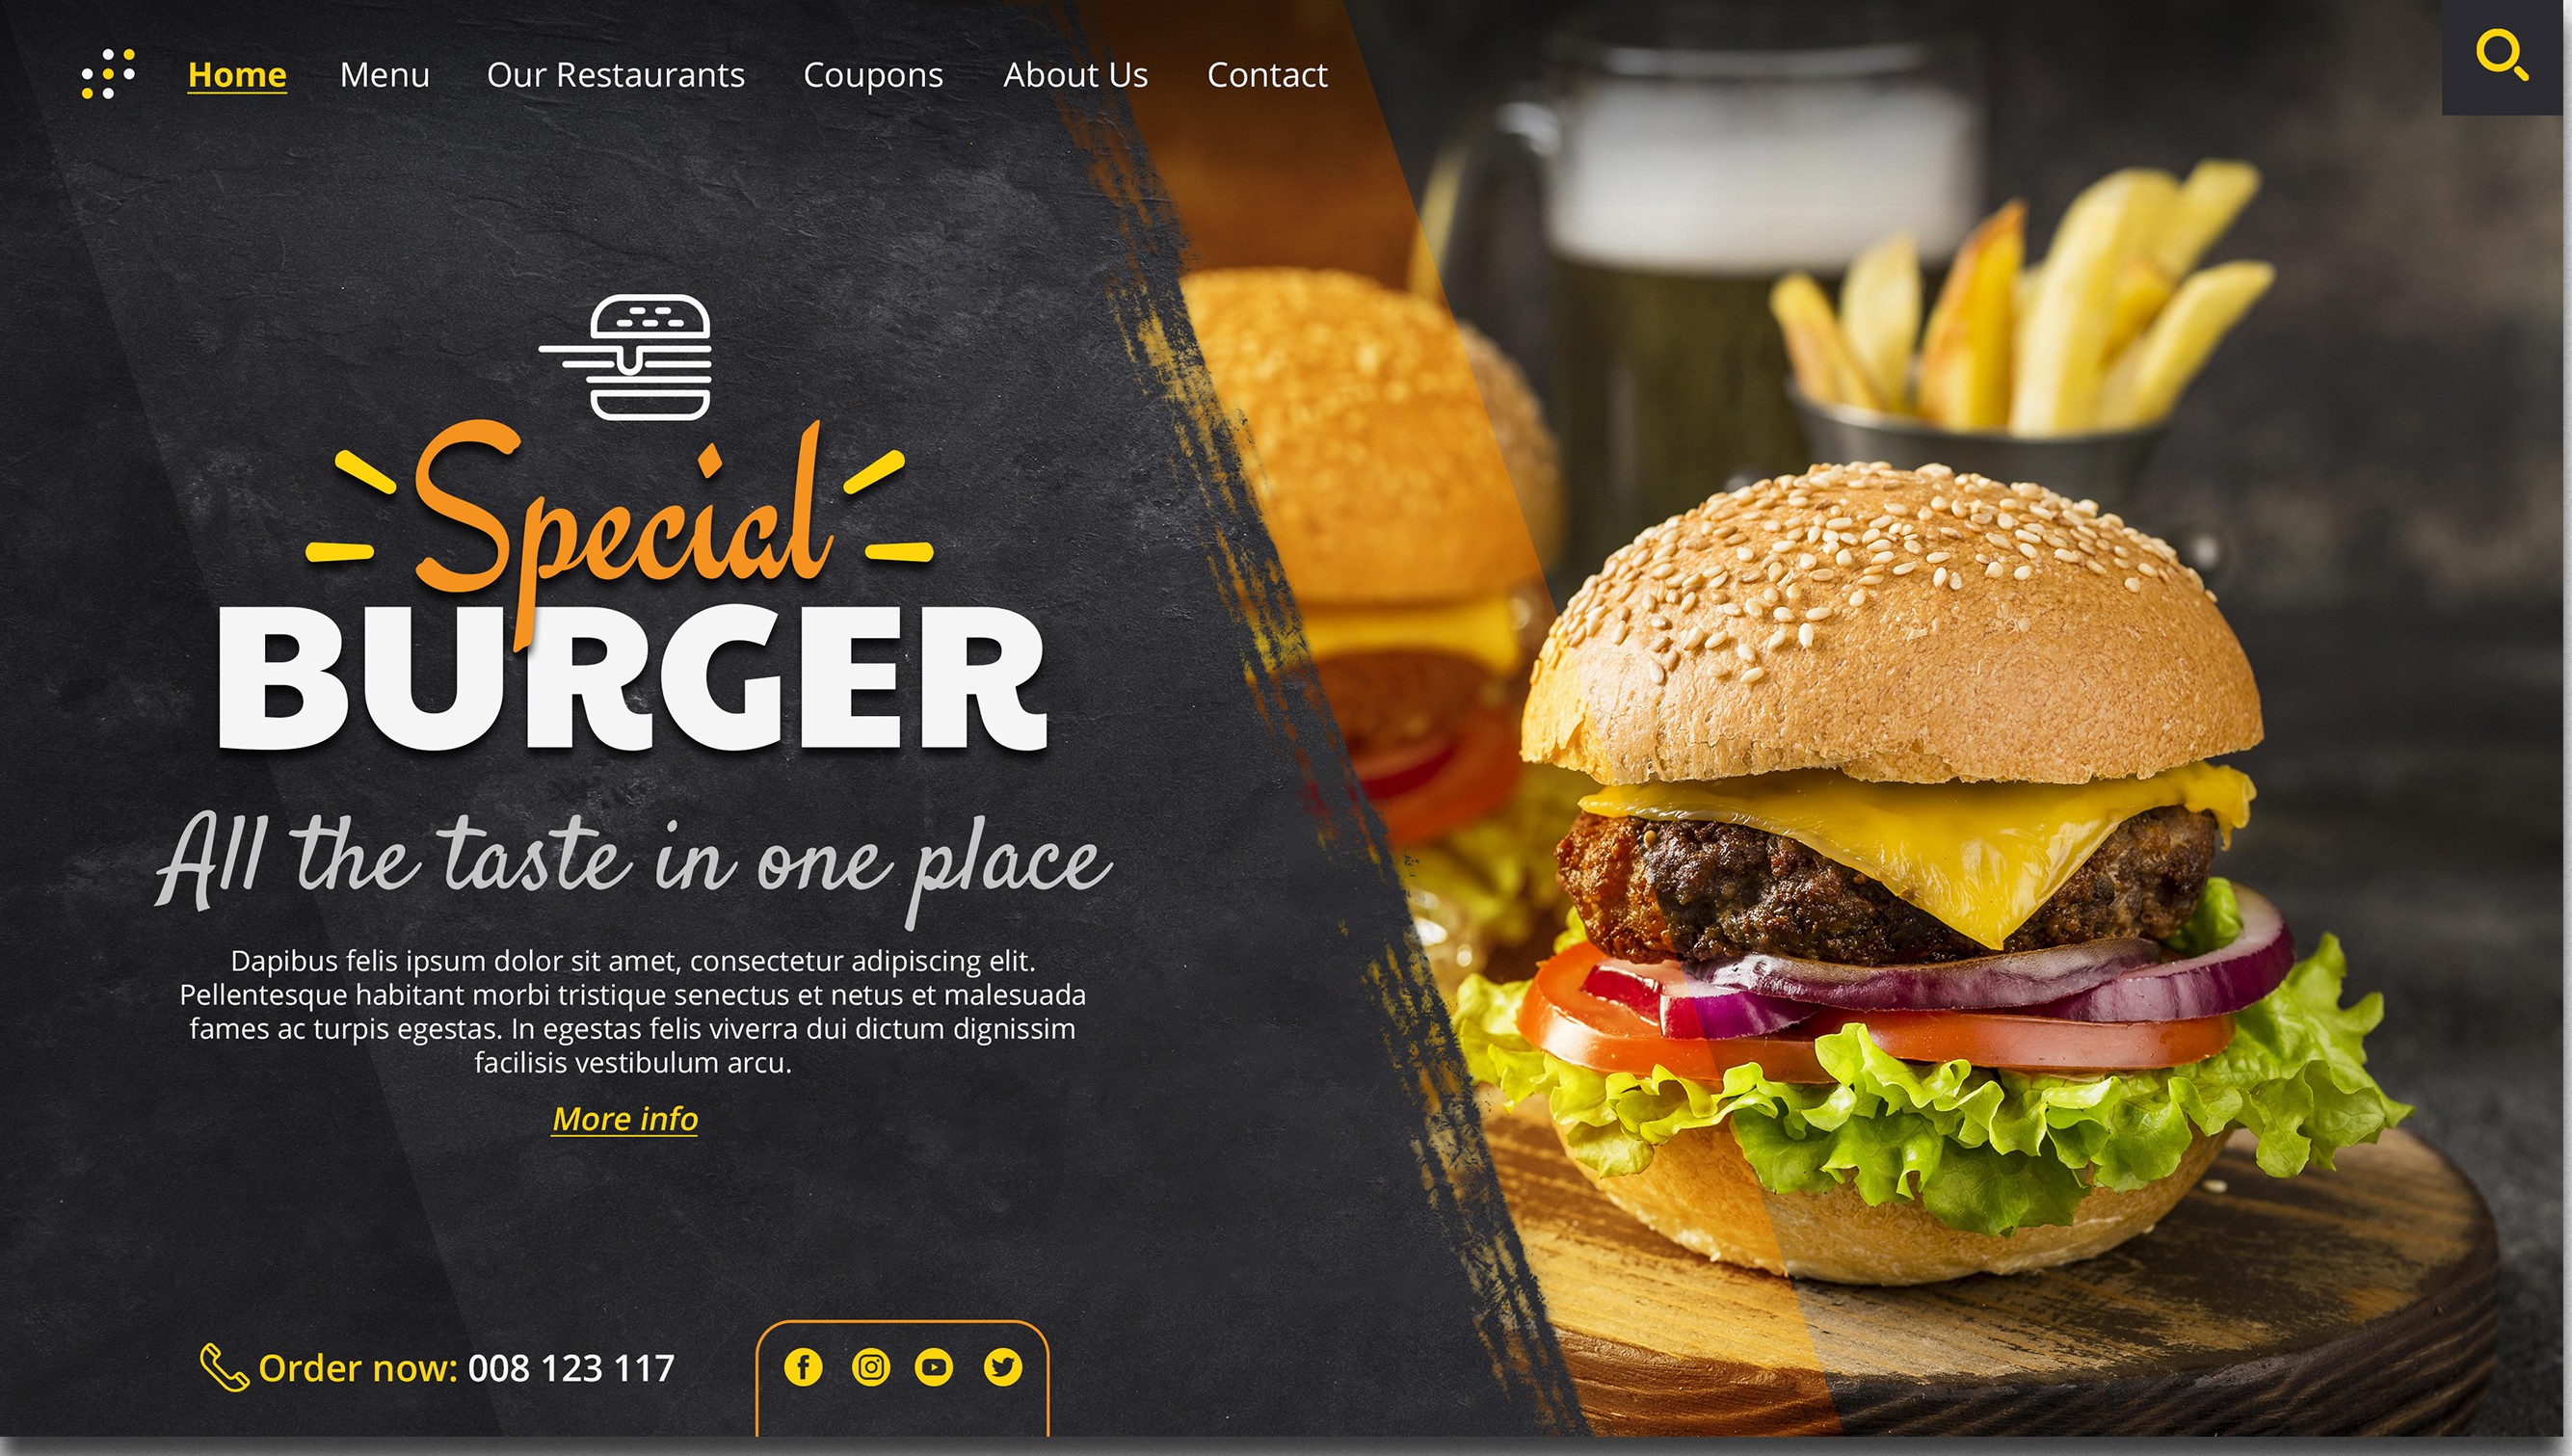 Home Menu Our Restaurants Coupons About Us Contact
Special
BURGER
All the taste in one place
Dapibus felis ipsum dolor sit amet, consectetur adipiscing elit.
Pellentesque habitant morbi tristique senectus et netus et malesuada
fames ac turpis egestas. In egestas felis viverra dui dictum dignissim
facilisis vestibulum arcu.
More info
Order now: 008 123 117